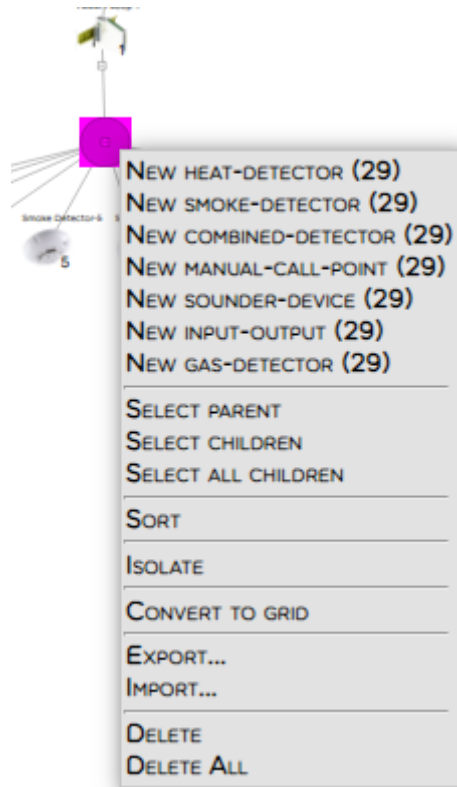 1
Smoke Detector-6
5
New heat-detector (29)
New smoke-detector (29)
New combined-detector (29)
New manual-call-point (29)
New sounder-device (29)
New input-output (29)
New gas-detector (29)
Select parent
Select children
Select all children
Sort
Isolate
Convert to grid
Export...
Import...
Delete
Delete All